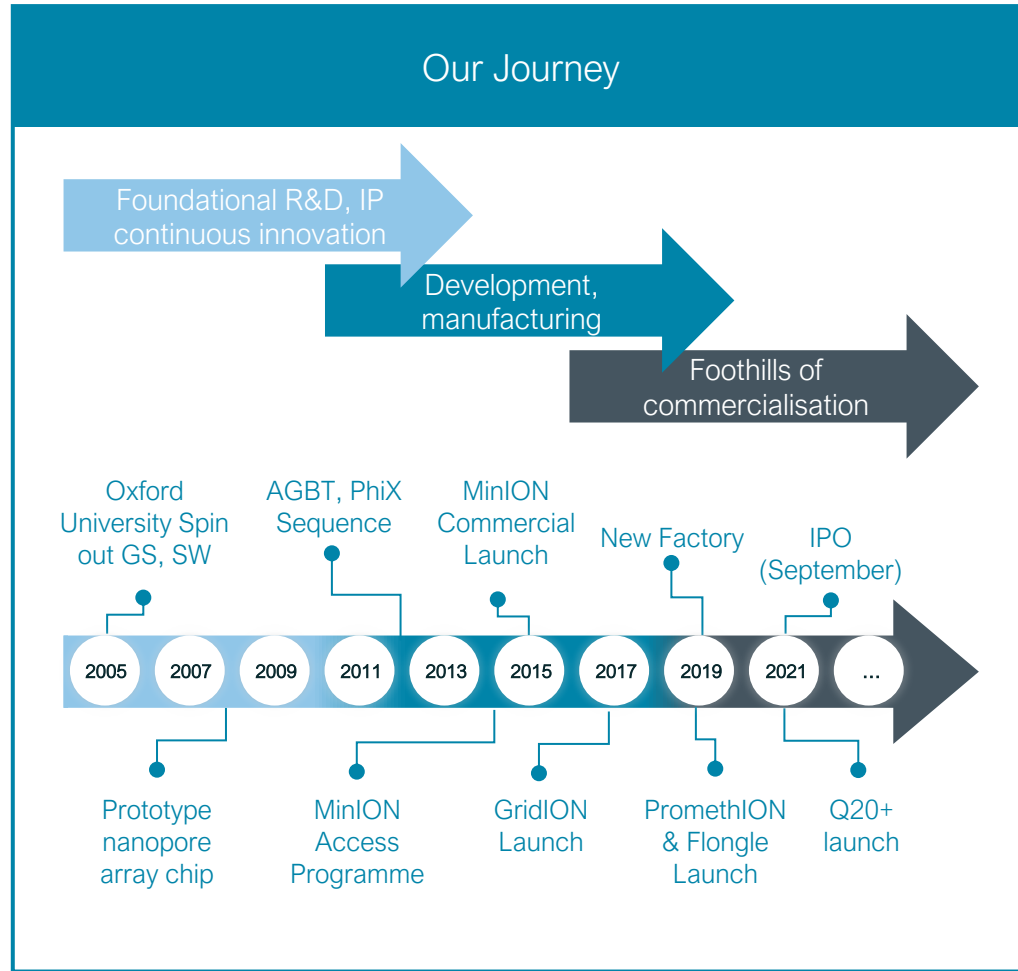 Our Journey
Foundational R&D, IP
continuous innovation
Development,
manufacturing
Foothills of
commercialisation
Oxford
University Spin
out GS, SW
AGBT, PhiX
Sequence
MinION
Commercial
Launch
New Factory
IPO
(September)
2005
2007
2009
2011
2013
2015
2017
2019
2021
...
Prototype
nanopore
array chip
MinION
Access
Programme
GridION
Launch
PromethION
& Flongle
Launch
Q20+
launch